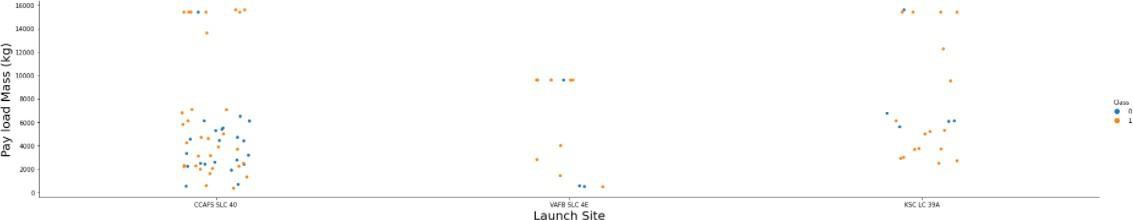 16000
14000
12000
10000
8000
6000
4000
2000
0
Pay load Mass (kg)
CCAFS SLC 40
VAFB SLC 4E
KSC LC 39A
Launch Site
Class
0
1